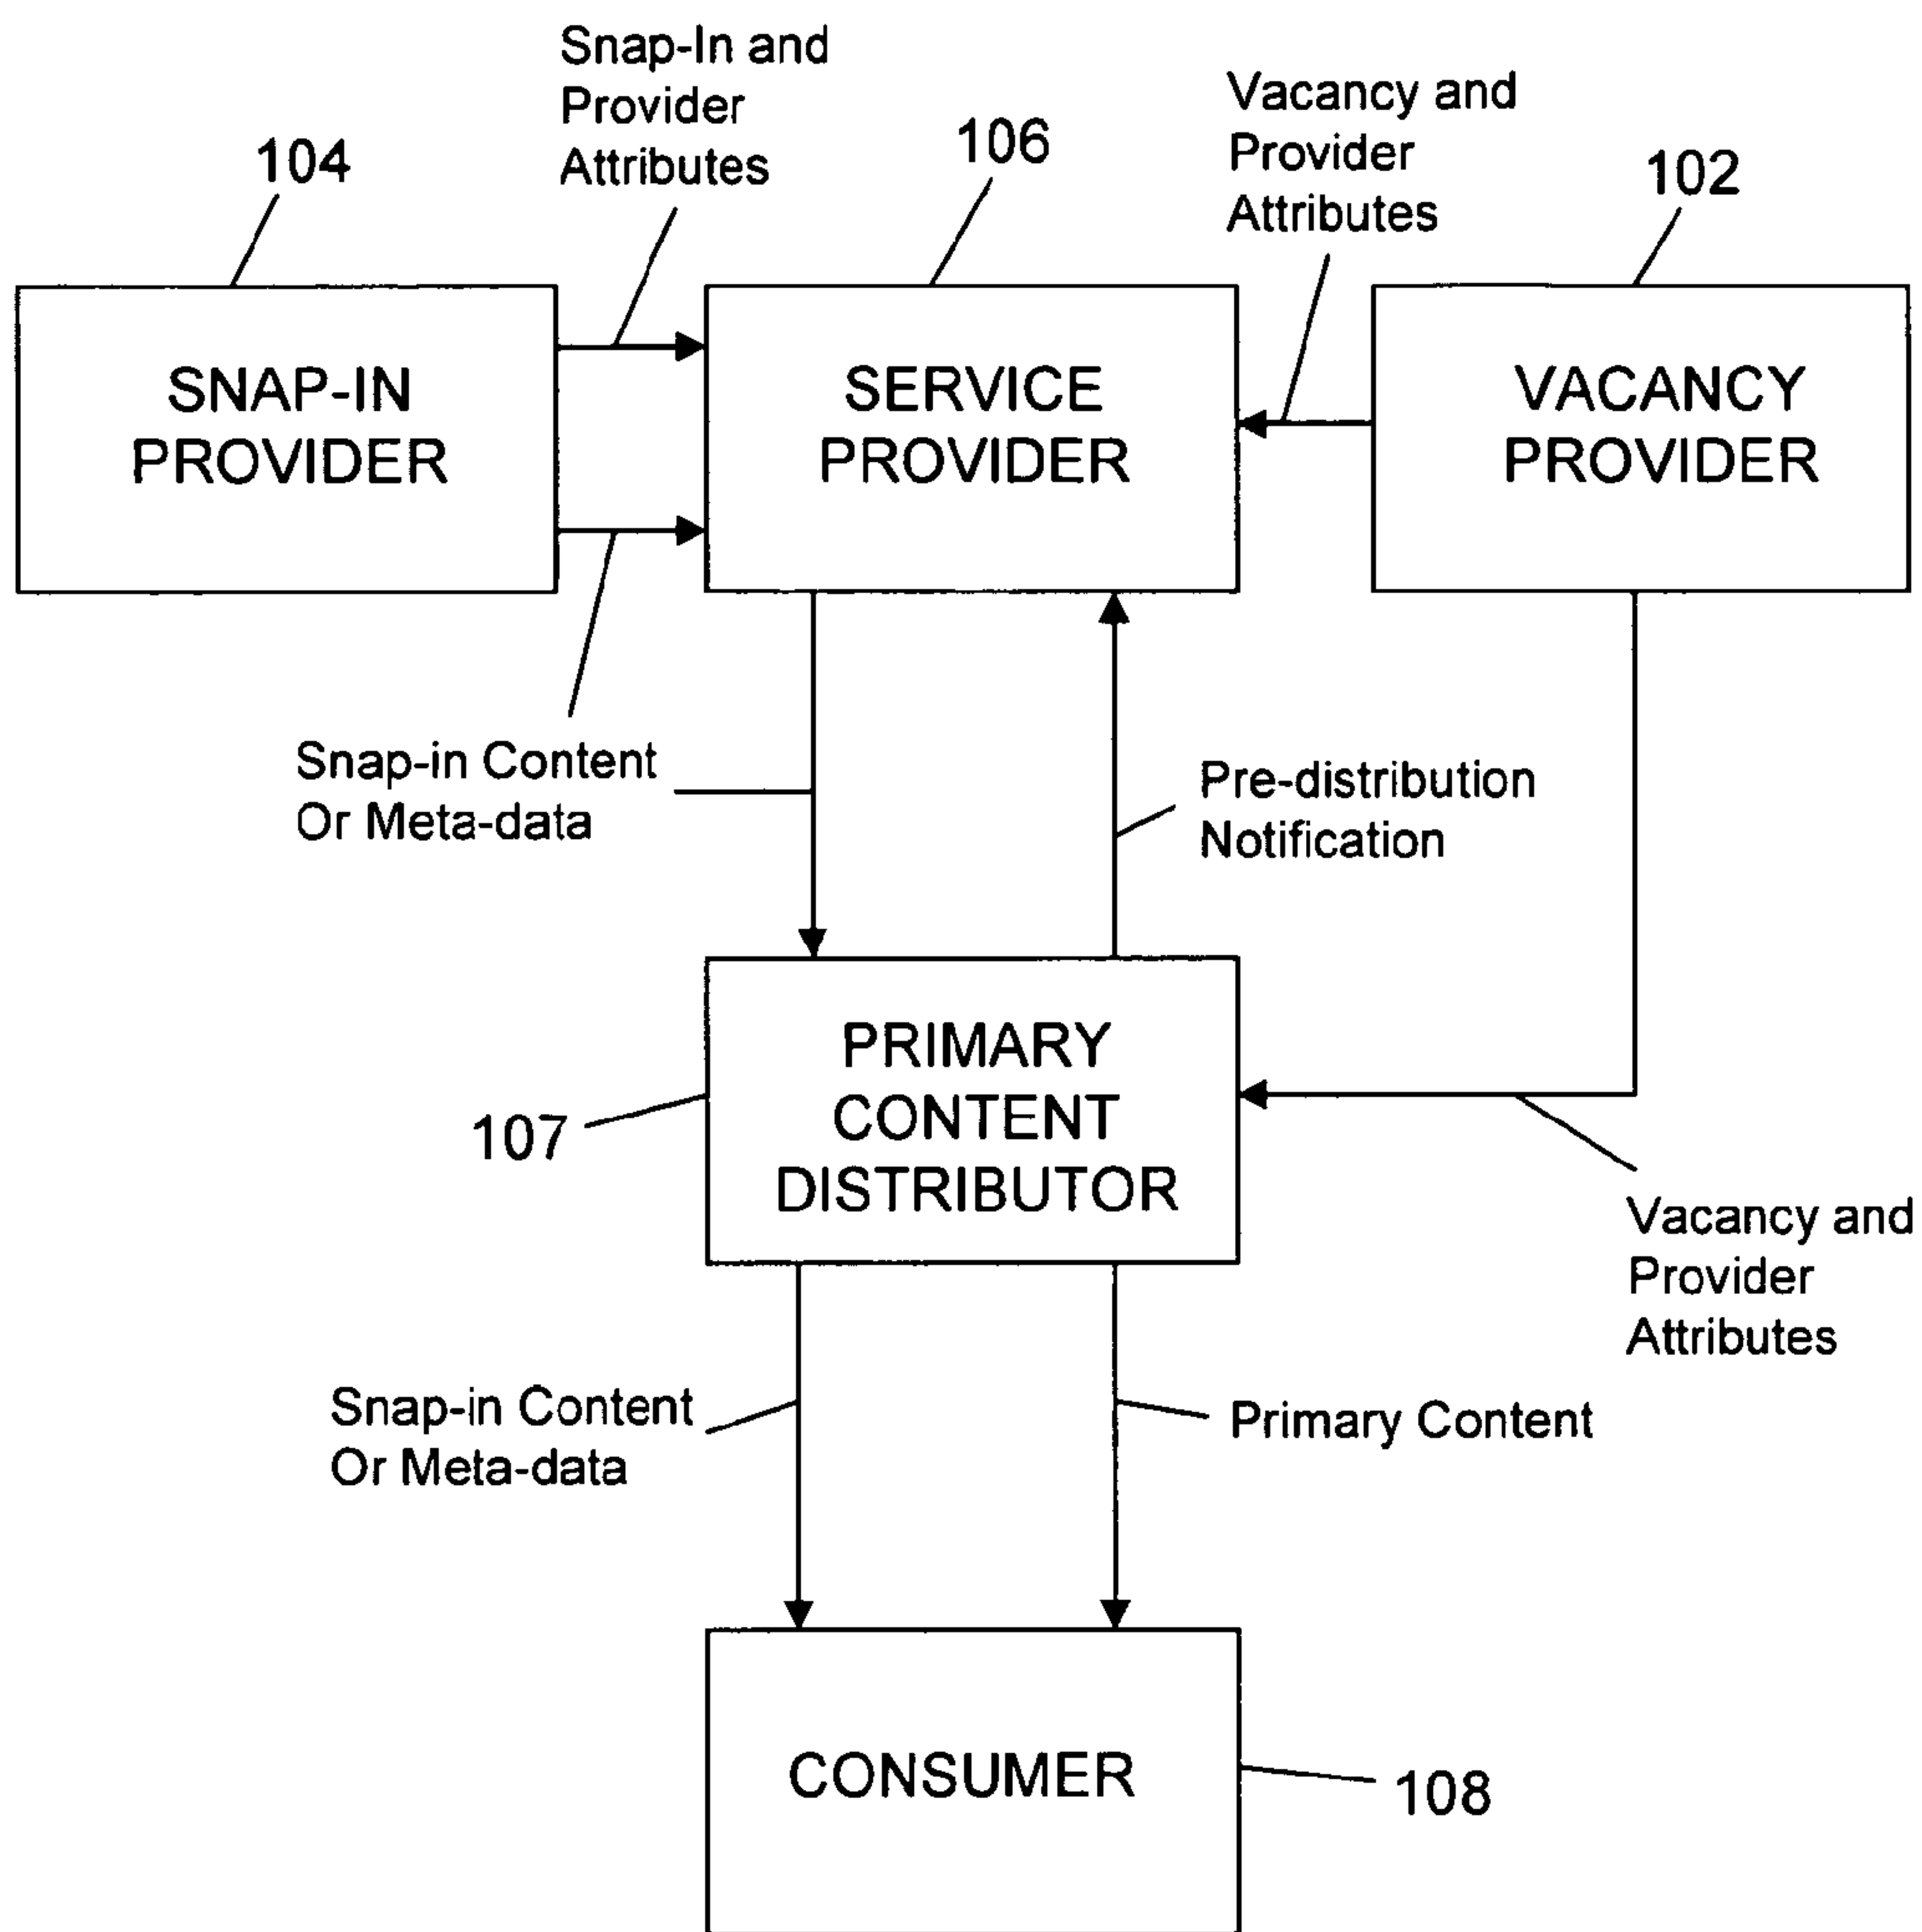 Snap-In and
Provider
Attributes
Vacancy and
Provider
Attributes
104
106
102
SNAP-IN
PROVIDER
SERVICE
PROVIDER
VACANCY
PROVIDER
Snap-in Content
Or Meta-data
Pre-distribution
Notification
PRIMARY
CONTENT
DISTRIBUTOR
107
Vacancy and
Provider
Attributes
Snap-in Content
Or Meta-data
Primary Content
CONSUMER
108